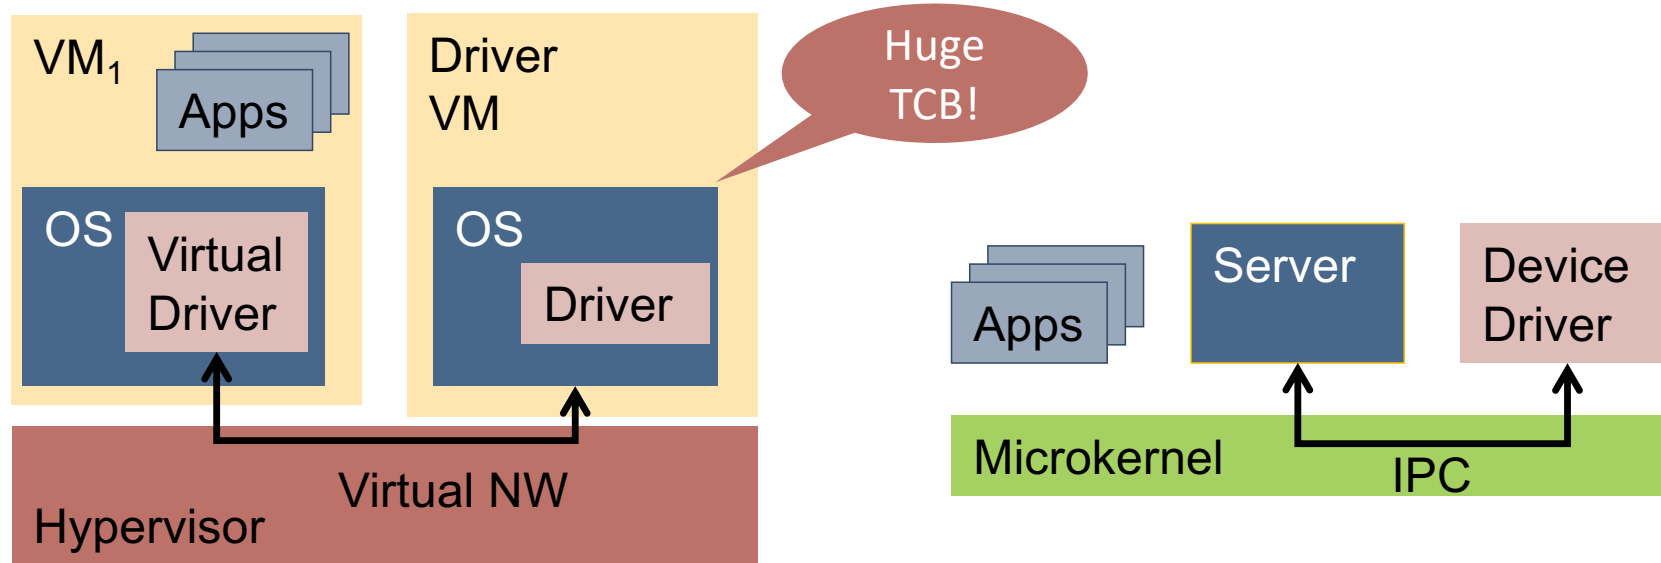 VM₁
Apps
OS
Virtual
Driver
Driver
VM
OS
Driver
Huge
TCB!
Virtual NW
Hypervisor
Apps
Server
Device
Driver
Microkernel
IPC